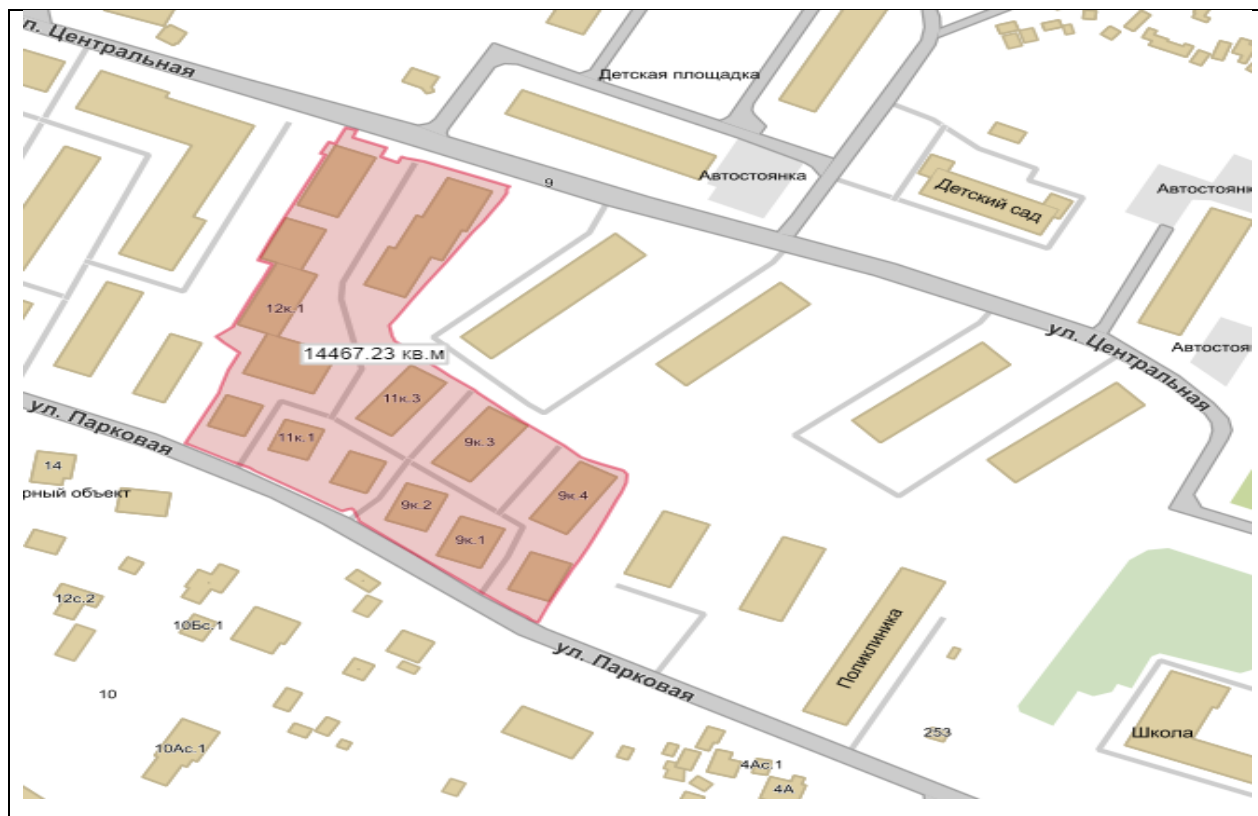 л. Центральная
Детская площадка
Автостоянка
9
Детский сад
Автостоянк
12к.1
14467.23 кв.м
ул. Центральная
Автостоя
11к.3
ул. Парковая
11к.1
9к.3
14
рный объект
9к.4
9к.2
9к.1
12с.2
10Бс.1
ул. Парковая
Поликлиника
10
253
Школа
10Ас.1
4Ас.1
4А